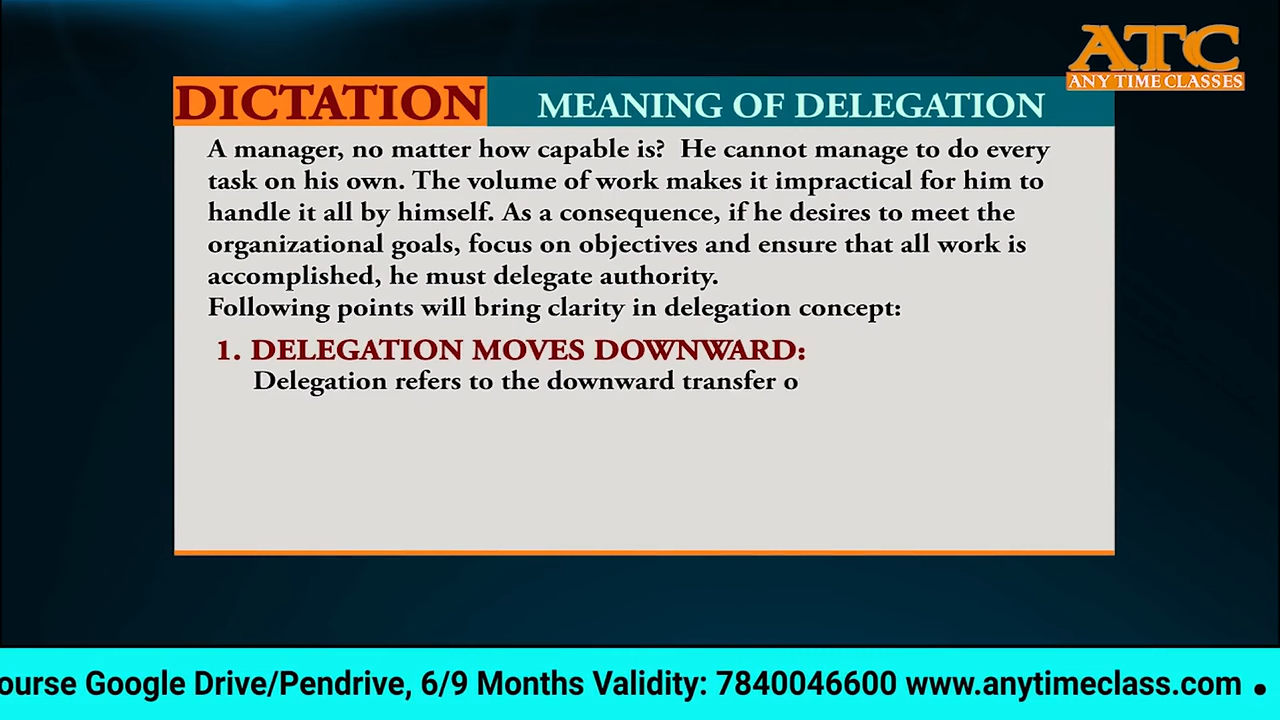 ATC
ANY TIME CLASSES
DICTATION
MEANING OF DELEGATION
A manager, no matter how capable is? He cannot manage to do every
task on his own. The volume of work makes it impractical for him to
handle it all by himself. As a consequence, if he desires to meet the
organizational goals, focus on objectives and ensure that all work is
accomplished, he must delegate authority.
Following points will bring clarity in delegation concept:
1. DELEGATION MOVES DOWNWARD:
Delegation refers to the downward transfer o
ourse Google Drive/Pendrive, 6/9 Months Validity: 7840046600 www.anytimeclass.com •